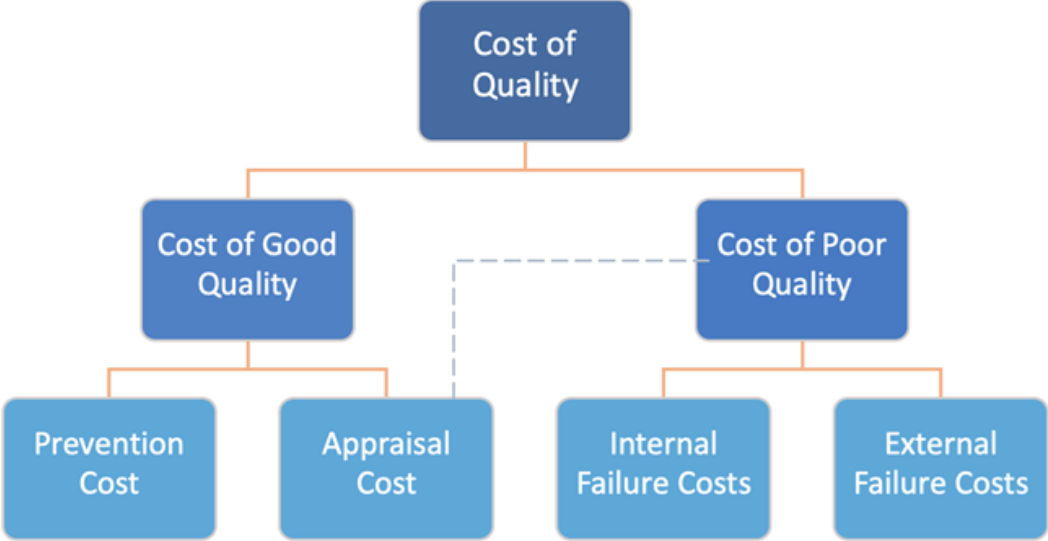 Cost of
Quality
Cost of Good
Quality
Cost of Poor
Quality
Prevention
Cost
Appraisal
Cost
Internal
Failure Costs
External
Failure Costs